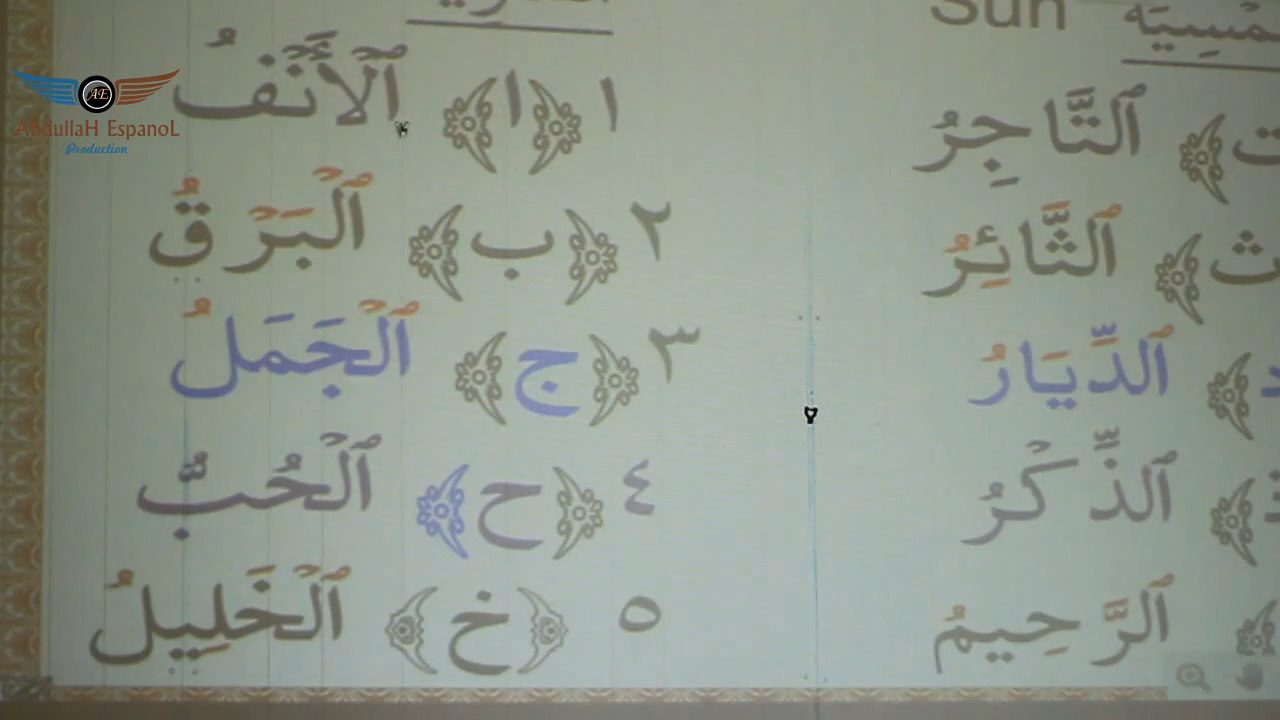 Sun
ٱلتَّاجِرُ
ث ٱلثَّائِرُ
ٱلدِّيَارُ
ٱلذِّكْرُ
ٱلرَّحِيمُ
١ ﴿ا﴾ ٱلْأَنْفُ
٢ ﴿ب﴾ ٱلْبَرْقُ
٣ ﴿ج﴾ ٱلْجَمَلُ
٤ ﴿ح﴾ ٱلْحُبُّ
٥ ﴿خ﴾ ٱلْخَلِيلُ
AE
AbdullaH EspanoL
Production